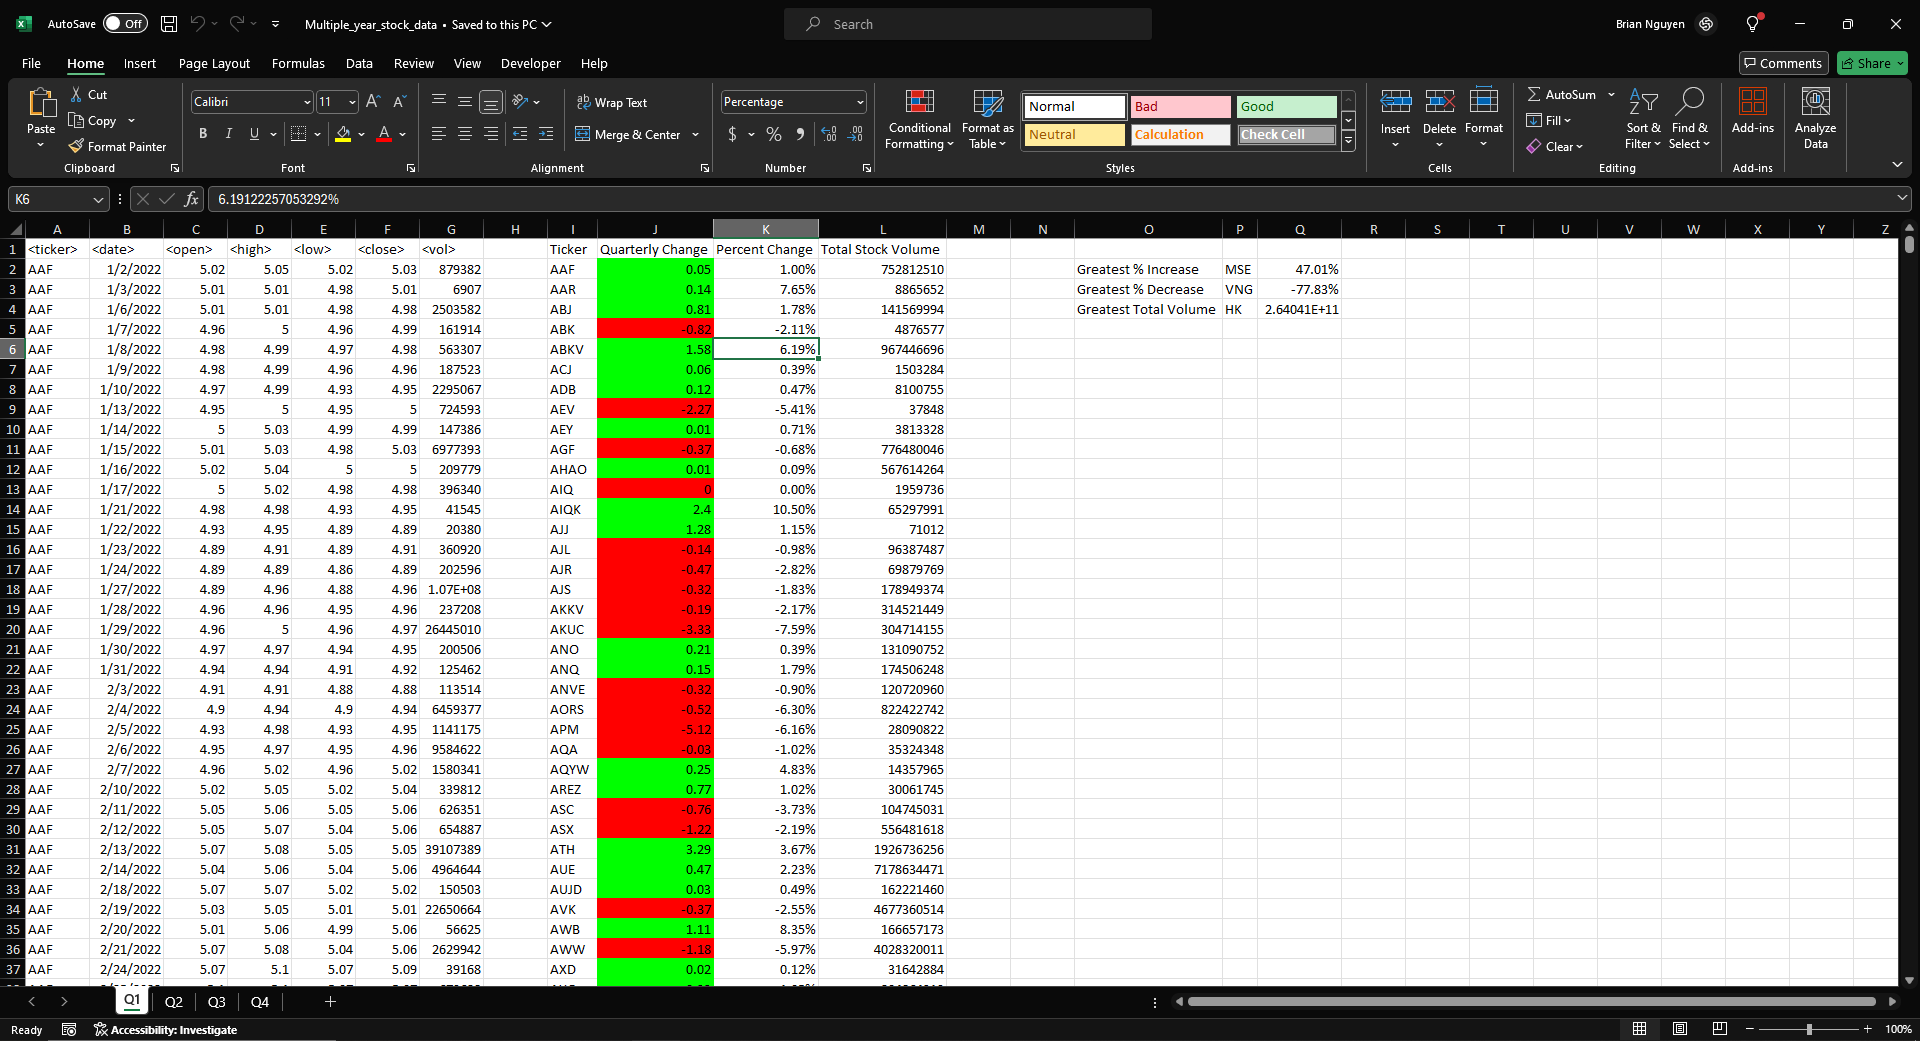 AutoSave Off Multiple_year_stock_data • Saved to this PC Search Brian Nguyen
File Home Insert Page Layout Formulas Data Review View Developer Help Comments Share
Paste Cut Copy Format Painter Clipboard
Calibri 11 B I U Font
Wrap Text Merge & Center Alignment
Percentage $ % Number
Conditional Formatting Format as Table Normal Bad Good Neutral Calculation Check Cell Styles
Insert Delete Format Cells
AutoSum Fill Clear Sort & Filter Find & Select Editing
Add-ins Add-ins Analyze Data
K6 fx 6.19122257053292%
A B C D E F G H I J K L M N O P Q R S T U V W X Y Z
1 <ticker> <date> <open> <high> <low> <close> <vol> Ticker Quarterly Change Percent Change Total Stock Volume
2 AAF 1/2/2022 5.02 5.05 5.02 5.03 879382 AAF 0.05 1.00% 752812510 Greatest % Increase MSE 47.01%
3 AAF 1/3/2022 5.01 5.01 4.98 5.01 6907 AAR 0.14 7.65% 8865652 Greatest % Decrease VNG -77.83%
4 AAF 1/6/2022 5.01 5.01 4.98 4.98 2503582 ABJ 0.81 1.78% 141569994 Greatest Total Volume HK 2.64041E+11
5 AAF 1/7/2022 4.96 5 4.96 4.99 161914 ABK -0.82 -2.11% 4876577
6 AAF 1/8/2022 4.98 4.99 4.97 4.98 563307 ABKV 1.58 6.19% 967446696
7 AAF 1/9/2022 4.98 4.99 4.96 4.96 187523 ACJ 0.06 0.39% 1503284
8 AAF 1/10/2022 4.97 4.99 4.93 4.95 2295067 ADB 0.12 0.47% 8100755
9 AAF 1/13/2022 4.95 5 4.95 5 724593 AEV -2.27 -5.41% 37848
10 AAF 1/14/2022 5 5.03 4.99 4.99 147386 AEY 0.01 0.71% 3813328
11 AAF 1/15/2022 5.01 5.03 4.98 5.03 6977393 AGF -0.37 -0.68% 776480046
12 AAF 1/16/2022 5.02 5.04 5 5 209779 AHAO 0.01 0.09% 567614264
13 AAF 1/17/2022 5 5.02 4.98 4.98 396340 AIQ 0 0.00% 1959736
14 AAF 1/21/2022 4.98 4.98 4.93 4.95 41545 AIQK 2.4 10.50% 65297991
15 AAF 1/22/2022 4.93 4.95 4.89 4.89 20380 AJJ 1.28 1.15% 71012
16 AAF 1/23/2022 4.89 4.91 4.89 4.91 360920 AJL -0.14 -0.98% 96387487
17 AAF 1/24/2022 4.89 4.89 4.86 4.89 202596 AJR -0.47 -2.82% 69879769
18 AAF 1/27/2022 4.89 4.96 4.88 4.96 1.07E+08 AJS -0.32 -1.83% 178949374
19 AAF 1/28/2022 4.96 4.96 4.95 4.96 237208 AKKV -0.19 -2.17% 314521449
20 AAF 1/29/2022 4.96 5 4.96 4.97 26445010 AKUC -3.33 -7.59% 304714155
21 AAF 1/30/2022 4.97 4.97 4.94 4.95 200506 ANO 0.21 0.39% 131090752
22 AAF 1/31/2022 4.94 4.94 4.91 4.92 125462 ANQ 0.15 1.79% 174506248
23 AAF 2/3/2022 4.91 4.91 4.88 4.88 113514 ANVE -0.32 -0.90% 120720960
24 AAF 2/4/2022 4.9 4.94 4.9 4.94 6459377 AORS -0.52 -6.30% 822422742
25 AAF 2/5/2022 4.93 4.98 4.93 4.95 1141175 APM -5.12 -6.16% 28090822
26 AAF 2/6/2022 4.95 4.97 4.95 4.96 9584622 AQA -0.03 -1.02% 35324348
27 AAF 2/7/2022 4.96 5.02 4.96 5.02 1580341 AQYW 0.25 4.83% 14357965
28 AAF 2/10/2022 5.02 5.05 5.02 5.04 339812 AREZ 0.77 1.02% 30061745
29 AAF 2/11/2022 5.05 5.06 5.05 5.06 626351 ASC -0.76 -3.73% 104745031
30 AAF 2/12/2022 5.05 5.07 5.04 5.06 654887 ASX -1.22 -2.19% 556481618
31 AAF 2/13/2022 5.07 5.08 5.05 5.05 39107389 ATH 3.29 3.67% 1926736256
32 AAF 2/14/2022 5.04 5.06 5.04 5.06 4964644 AUE 0.47 2.23% 7178634471
33 AAF 2/18/2022 5.07 5.07 5.02 5.02 150503 AUJD 0.03 0.49% 162221460
34 AAF 2/19/2022 5.03 5.05 5.01 5.01 22650664 AVK -0.37 -2.55% 4677360514
35 AAF 2/20/2022 5.01 5.06 4.99 5.06 56625 AWB 1.11 8.35% 166657173
36 AAF 2/21/2022 5.07 5.08 5.04 5.06 2629942 AWW -1.18 -5.97% 4028320011
37 AAF 2/24/2022 5.07 5.1 5.07 5.09 39168 AXD 0.02 0.12% 31642884
Q1 Q2 Q3 Q4
Ready Accessibility: Investigate 100%